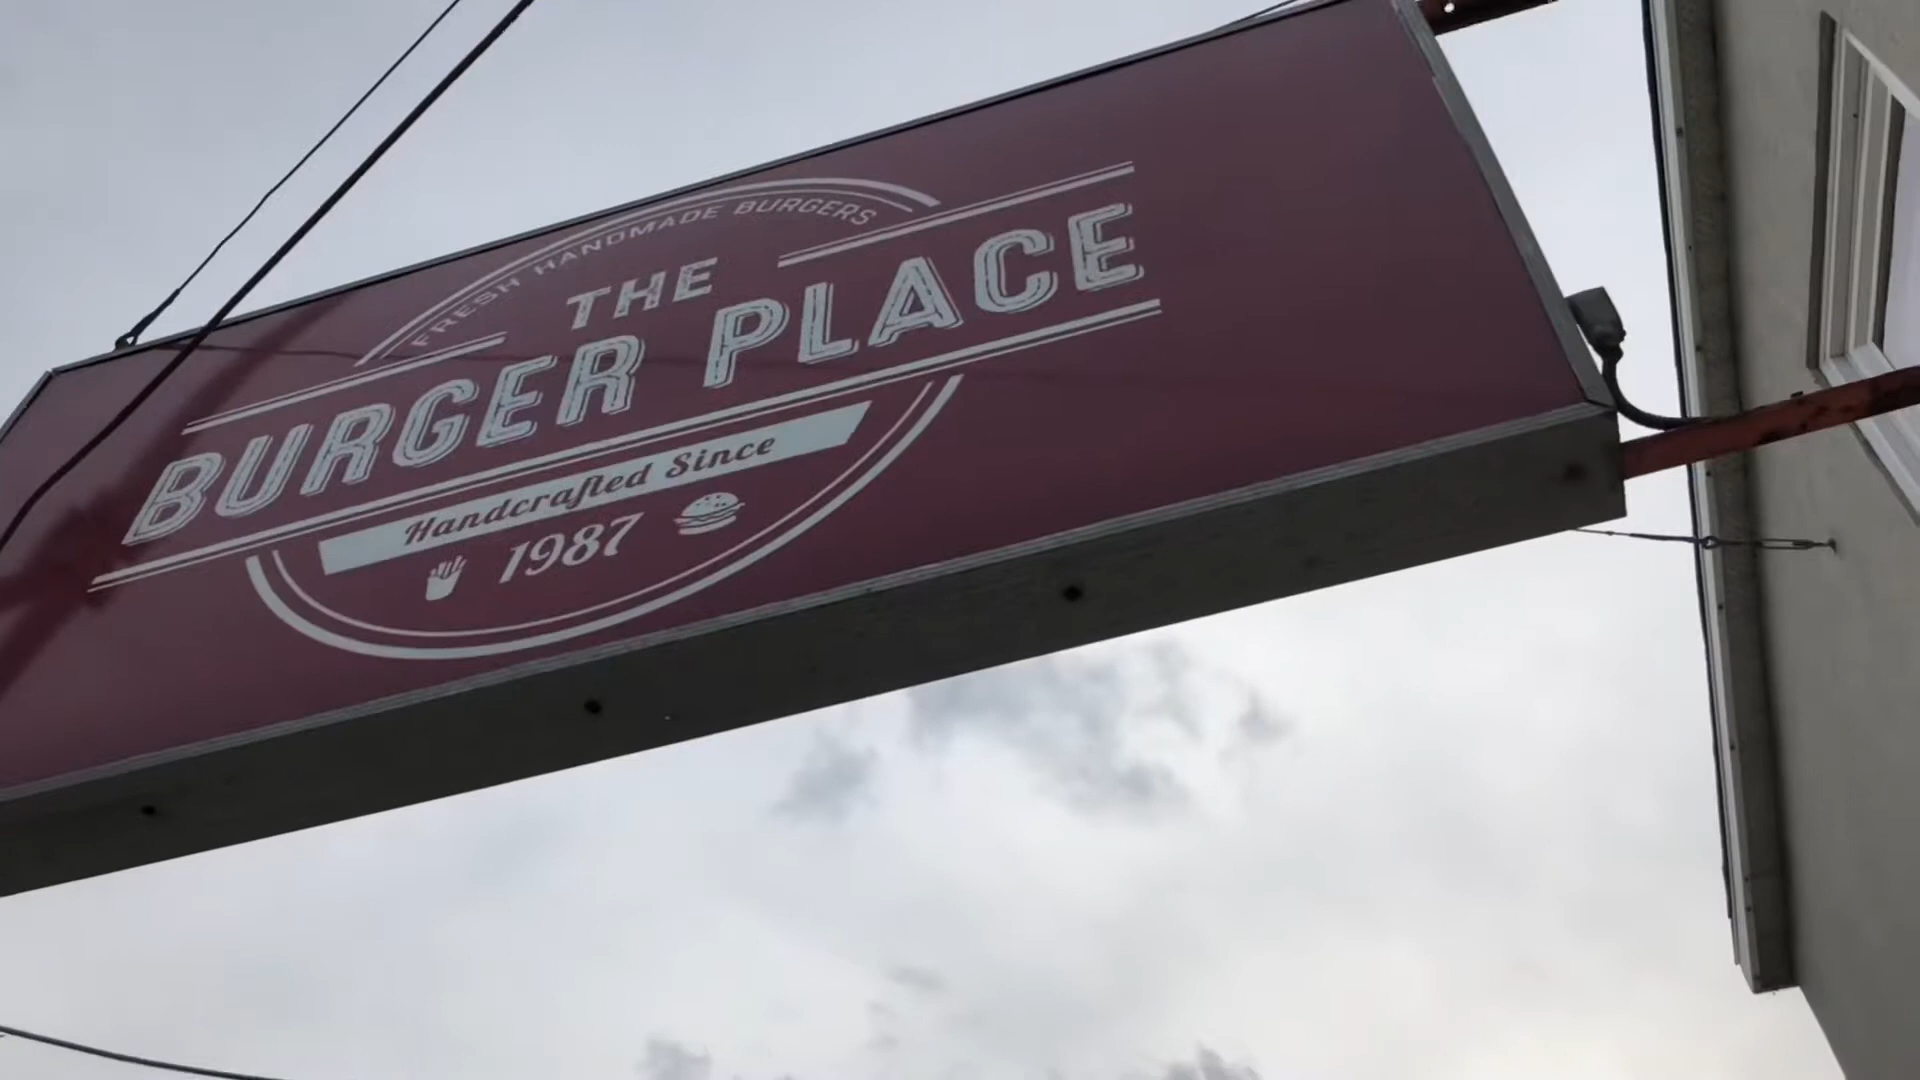 FRESH HANDMADE BURGERS
THE
BURGER PLACE
Handcrafted Since
1987